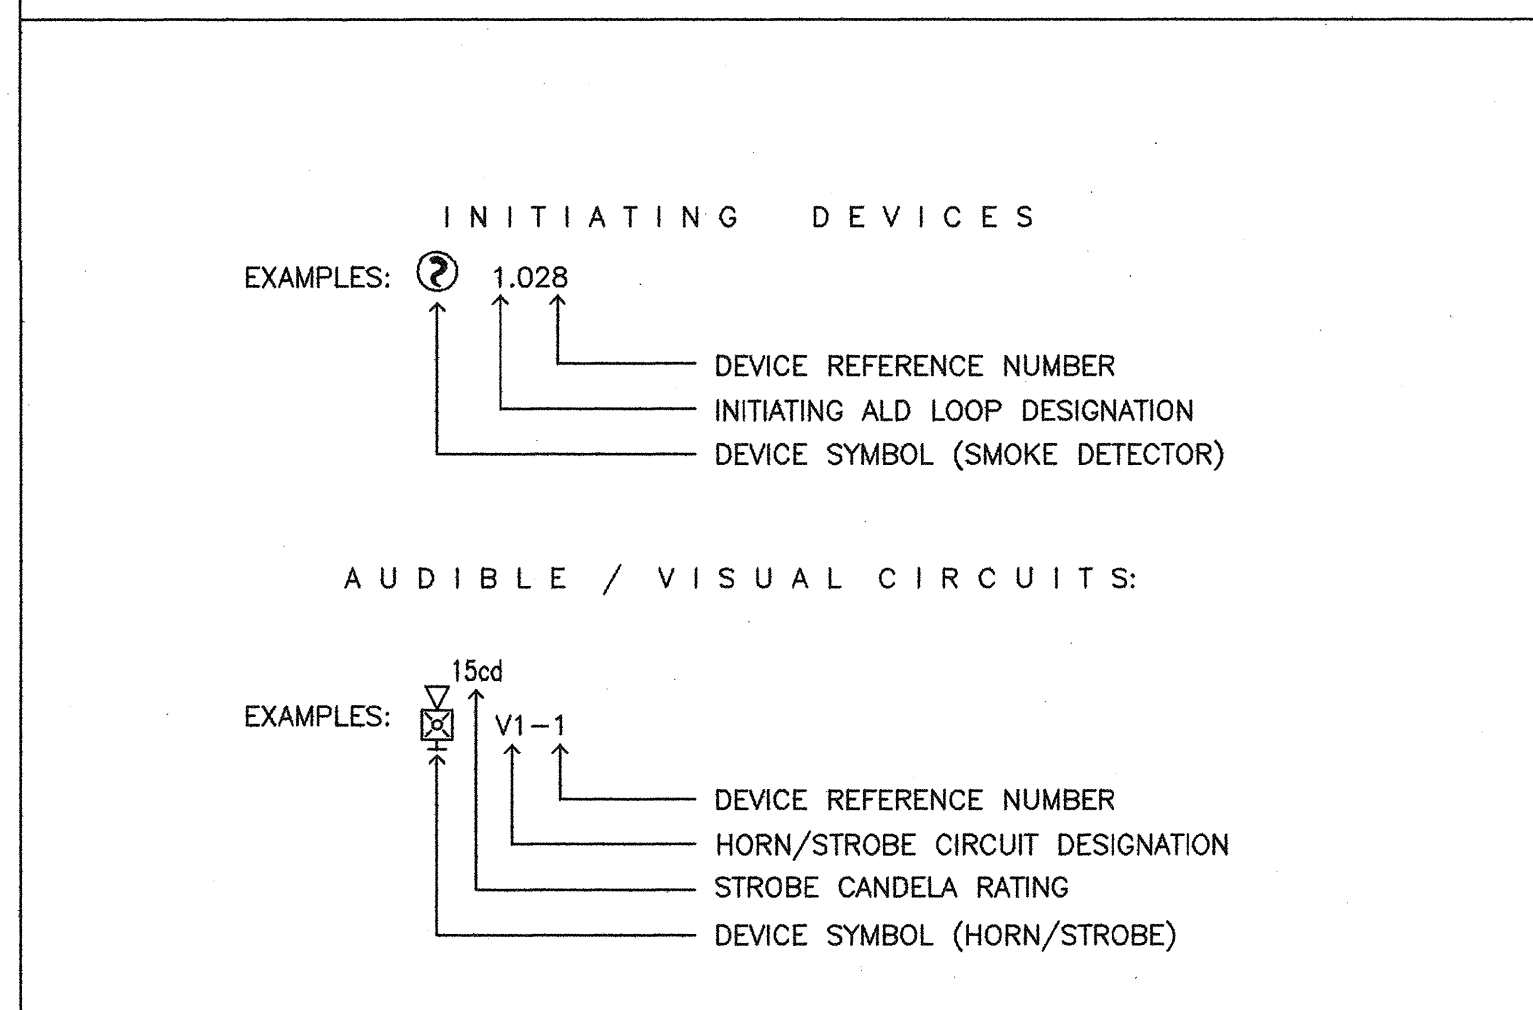 INITIATING DEVICES
EXAMPLES: 1.028
DEVICE REFERENCE NUMBER
INITIATING ALD LOOP DESIGNATION
DEVICE SYMBOL (SMOKE DETECTOR)
AUDIBLE / VISUAL CIRCUITS:
15cd
EXAMPLES: V1-1
DEVICE REFERENCE NUMBER
HORN/STROBE CIRCUIT DESIGNATION
STROBE CANDELA RATING
DEVICE SYMBOL (HORN/STROBE)